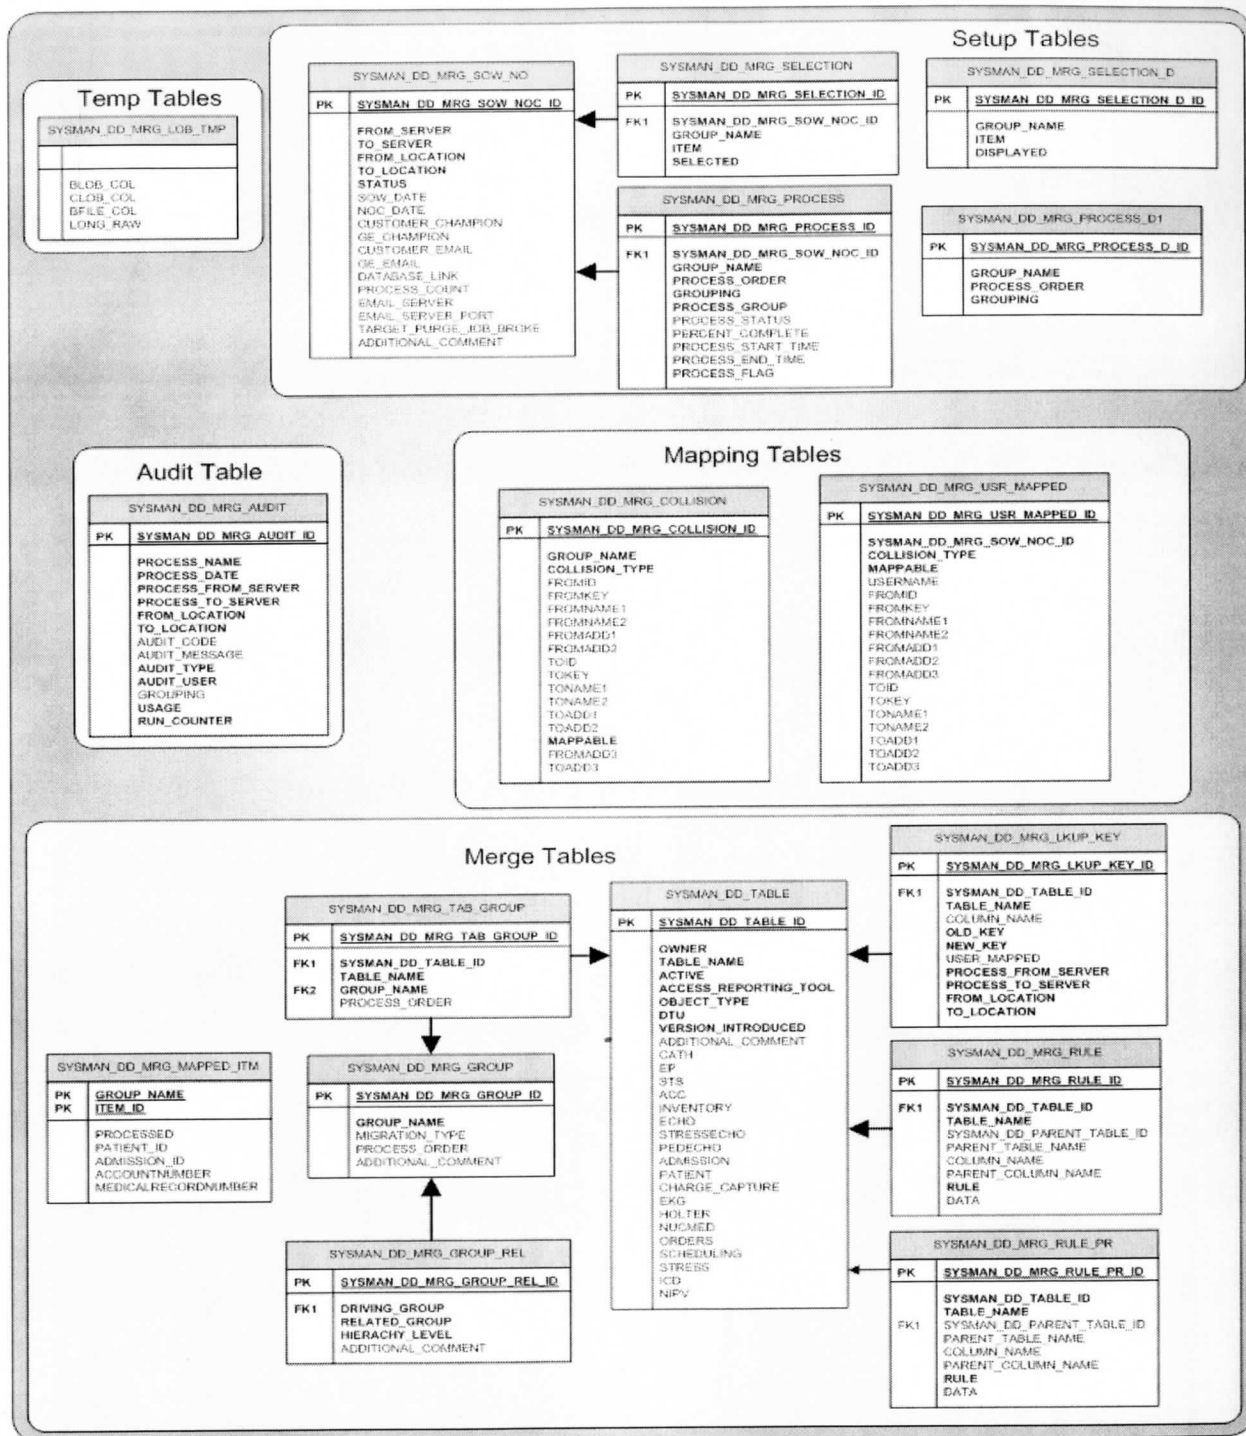 Setup Tables
Temp Tables
SYSMAN_DD_MRG_LOB_TMP
BLOB_COL
CLOB_COL
BFILE_COL
LONG_RAW
SYSMAN_DD_MRG_SOW_NO
PK SYSMAN_DD_MRG_SOW_NOC_ID
FROM_SERVER
TO_SERVER
FROM_LOCATION
TO_LOCATION
STATUS
SOW_DATE
NOC_DATE
CUSTOMER_CHAMPION
GE_CHAMPION
CUSTOMER_EMAIL
GE_EMAIL
DATABASE_LINK
PROCESS_COUNT
EMAIL_SERVER
EMAIL_SERVER_PORT
TARGET_PURGE_JOB_BROKE
ADDITIONAL_COMMENT
SYSMAN_DD_MRG_SELECTION
PK SYSMAN_DD_MRG_SELECTION_ID
FK1 SYSMAN_DD_MRG_SOW_NOC_ID
GROUP_NAME
ITEM
SELECTED
SYSMAN_DD_MRG_SELECTION_D
PK SYSMAN_DD_MRG_SELECTION_D_ID
GROUP_NAME
ITEM
DISPLAYED
SYSMAN_DD_MRG_PROCESS
PK SYSMAN_DD_MRG_PROCESS_ID
FK1 SYSMAN_DD_MRG_SOW_NOC_ID
GROUP_NAME
PROCESS_ORDER
GROUPING
PROCESS_GROUP
PROCESS_STATUS
PERCENT_COMPLETE
PROCESS_START_TIME
PROCESS_END_TIME
PROCESS_FLAG
SYSMAN_DD_MRG_PROCESS_D1
PK SYSMAN_DD_MRG_PROCESS_D_ID
GROUP_NAME
PROCESS_ORDER
GROUPING
Audit Table
SYSMAN_DD_MRG_AUDIT
PK SYSMAN_DD_MRG_AUDIT_ID
PROCESS_NAME
PROCESS_DATE
PROCESS_FROM_SERVER
PROCESS_TO_SERVER
FROM_LOCATION
TO_LOCATION
AUDIT_CODE
AUDIT_MESSAGE
AUDIT_TYPE
AUDIT_USER
GROUPING
USAGE
RUN_COUNTER
Mapping Tables
SYSMAN_DD_MRG_COLLISION
PK SYSMAN_DD_MRG_COLLISION_ID
GROUP_NAME
COLLISION_TYPE
FROMID
FROMKEY
FROMNAME1
FROMNAME2
FROMADD1
FROMADD2
TOID
TOKEY
TONAME1
TONAME2
TOADD1
TOADD2
MAPPABLE
FROMADD3
TOADD3
SYSMAN_DD_MRG_USR_MAPPED
PK SYSMAN_DD_MRG_USR_MAPPED_ID
SYSMAN_DD_MRG_SOW_NOC_ID
COLLISION_TYPE
MAPPABLE
USERNAME
FROMID
FROMKEY
FROMNAME1
FROMNAME2
FROMADD1
FROMADD2
FROMADD3
TOID
TOKEY
TONAME1
TONAME2
TOADD1
TOADD2
TOADD3
Merge Tables
SYSMAN_DD_MRG_TAB_GROUP
PK SYSMAN_DD_MRG_TAB_GROUP_ID
FK1 SYSMAN_DD_TABLE_ID
TABLE_NAME
FK2 GROUP_NAME
PROCESS_ORDER
SYSMAN_DD_MRG_MAPPED_ITM
PK GROUP_NAME
PK ITEM_ID
PROCESSED
PATIENT_ID
ADMISSION_ID
ACCOUNTNUMBER
MEDICALRECORDNUMBER
SYSMAN_DD_MRG_GROUP
PK SYSMAN_DD_MRG_GROUP_ID
GROUP_NAME
MIGRATION_TYPE
PROCESS_ORDER
ADDITIONAL_COMMENT
SYSMAN_DD_MRG_GROUP_REL
PK SYSMAN_DD_MRG_GROUP_REL_ID
FK1 DRIVING_GROUP
RELATED_GROUP
HIERACHY_LEVEL
ADDITIONAL_COMMENT
SYSMAN_DD_TABLE
PK SYSMAN_DD_TABLE_ID
OWNER
TABLE_NAME
ACTIVE
ACCESS_REPORTING_TOOL
OBJECT_TYPE
DTU
VERSION_INTRODUCED
ADDITIONAL_COMMENT
CATH
EP
STS
ACC
INVENTORY
ECHO
STRESSECHO
PEDECHO
ADMISSION
PATIENT
CHARGE_CAPTURE
EKG
HOLTER
NUCMED
ORDERS
SCHEDULING
STRESS
ICD
NIPV
SYSMAN_DD_MRG_LKUP_KEY
PK SYSMAN_DD_MRG_LKUP_KEY_ID
FK1 SYSMAN_DD_TABLE_ID
TABLE_NAME
COLUMN_NAME
OLD_KEY
NEW_KEY
USER_MAPPED
PROCESS_FROM_SERVER
PROCESS_TO_SERVER
FROM_LOCATION
TO_LOCATION
SYSMAN_DD_MRG_RULE
PK SYSMAN_DD_MRG_RULE_ID
FK1 SYSMAN_DD_TABLE_ID
TABLE_NAME
SYSMAN_DD_PARENT_TABLE_ID
PARENT_TABLE_NAME
COLUMN_NAME
PARENT_COLUMN_NAME
RULE
DATA
SYSMAN_DD_MRG_RULE_PR
PK SYSMAN_DD_MRG_RULE_PR_ID
SYSMAN_DD_TABLE_ID
TABLE_NAME
FK1 SYSMAN_DD_PARENT_TABLE_ID
PARENT_TABLE_NAME
COLUMN_NAME
PARENT_COLUMN_NAME
RULE
DATA